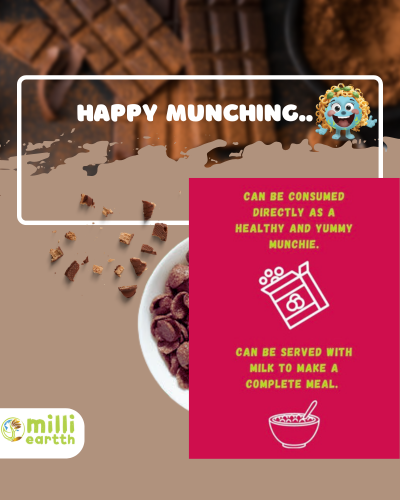 HAPPY MUNCHING..
CAN BE CONSUMED
DIRECTLY AS A
HEALTHY AND YUMMY
MUNCHIE.
CAN BE SERVED WITH
MILK TO MAKE A
COMPLETE MEAL.
milli
eartth